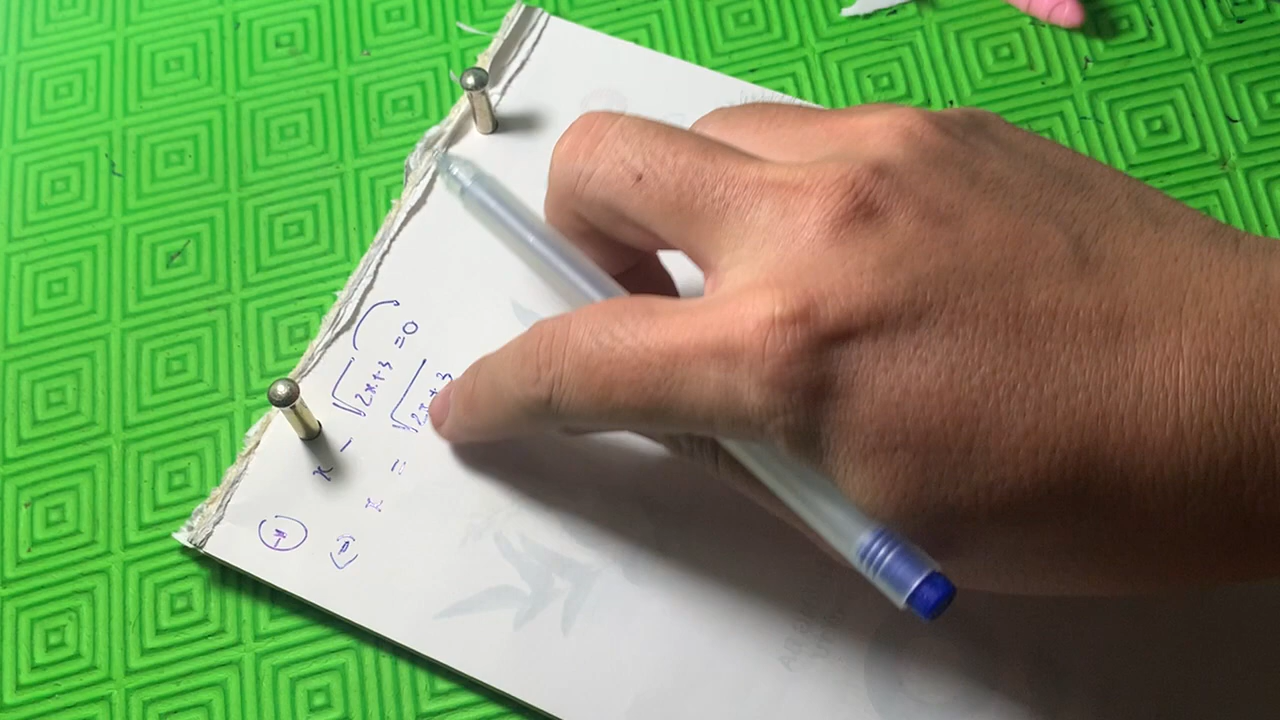 x - √2x+3 = 0
x = √2x+3